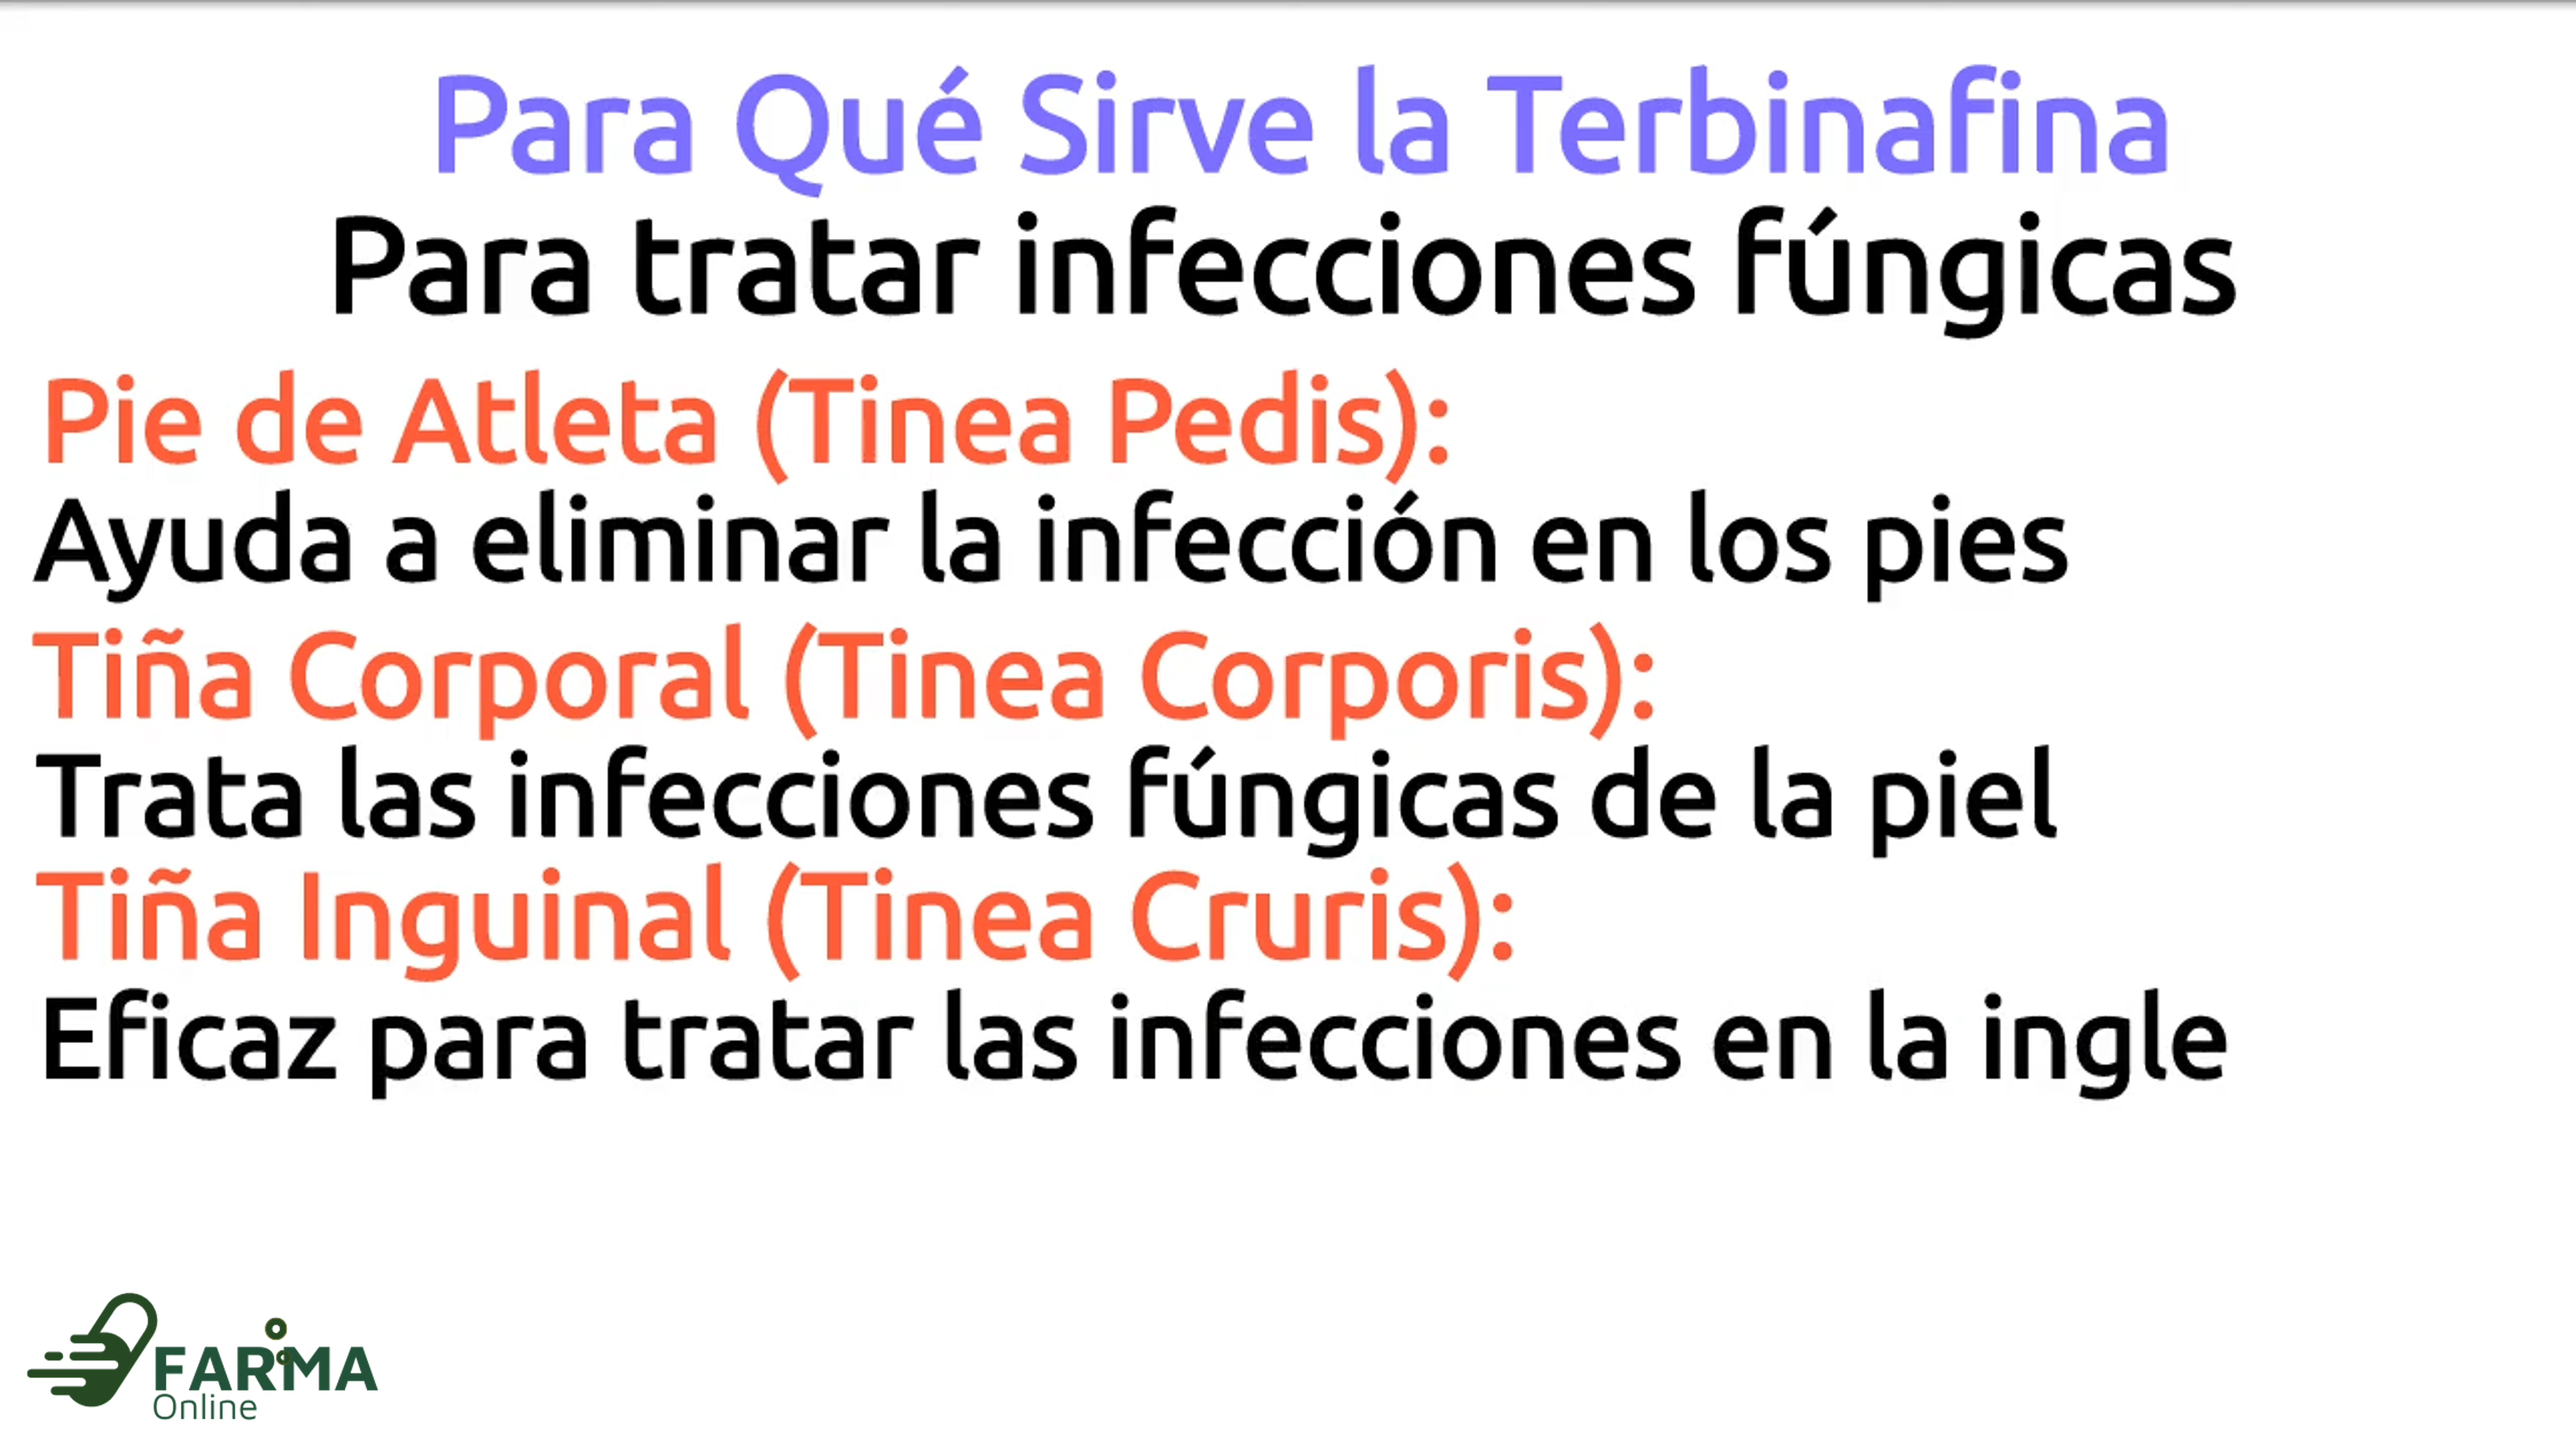 Para Qué Sirve la Terbinafina
Para tratar infecciones fúngicas
Pie de Atleta (Tinea Pedis):
Ayuda a eliminar la infección en los pies
Tiña Corporal (Tinea Corporis):
Trata las infecciones fúngicas de la piel
Tiña Inguinal (Tinea Cruris):
Eficaz para tratar las infecciones en la ingle
FARMA
Online